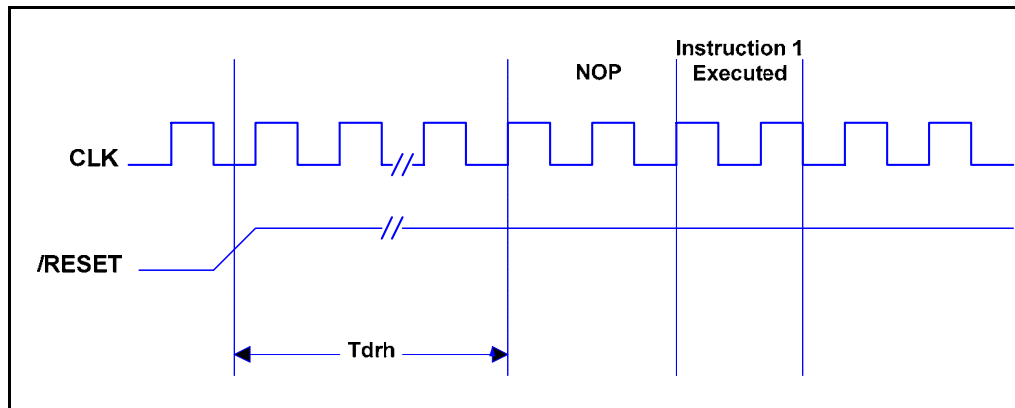 Instruction 1
Executed
NOP
CLK
/RESET
Tdrh